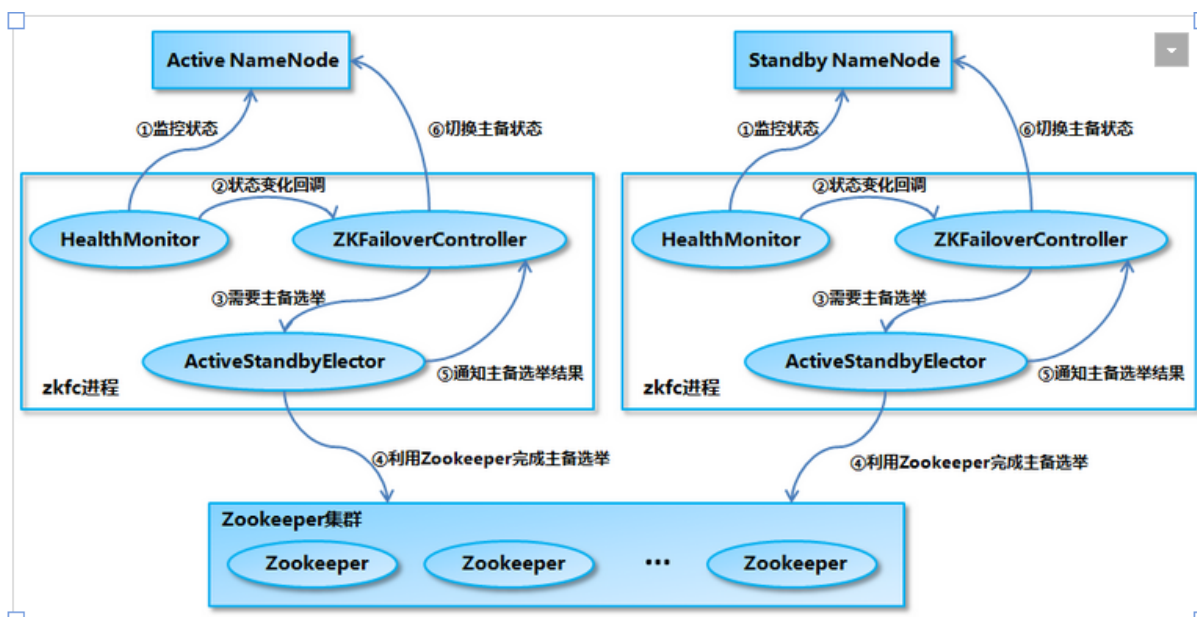 Active NameNode
Standby NameNode
①监控状态
⑥切换主备状态
①监控状态
⑥切换主备状态
②状态变化回调
②状态变化回调
HealthMonitor
ZKFailoverController
HealthMonitor
ZKFailoverController
③需要主备选举
③需要主备选举
ActiveStandbyElector
ActiveStandbyElector
⑤通知主备选举结果
⑤通知主备选举结果
zkfc进程
zkfc进程
④利用Zookeeper完成主备选举
④利用Zookeeper完成主备选举
Zookeeper集群
Zookeeper
Zookeeper
...
Zookeeper